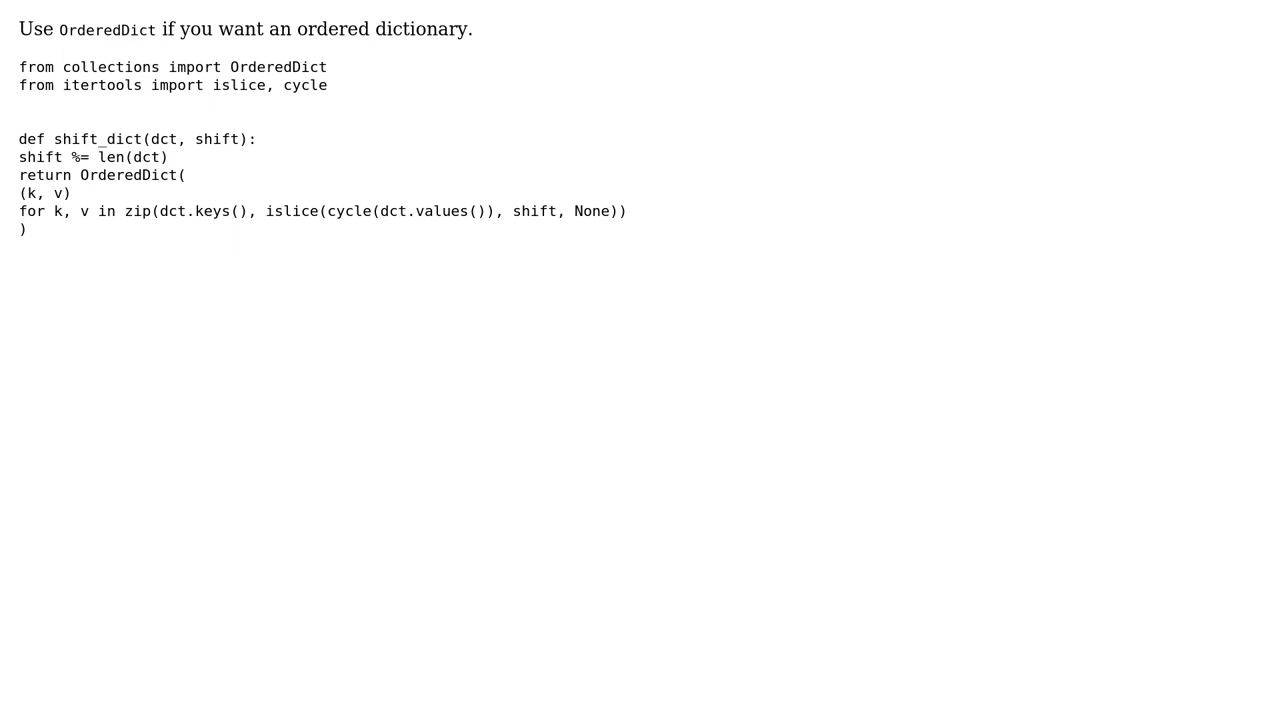 Use OrderedDict if you want an ordered dictionary.
from collections import OrderedDict
from itertools import islice, cycle
def shift_dict(dct, shift):
shift %= len(dct)
return OrderedDict(
(k, v)
for k, v in zip(dct.keys(), islice(cycle(dct.values()), shift, None))
)